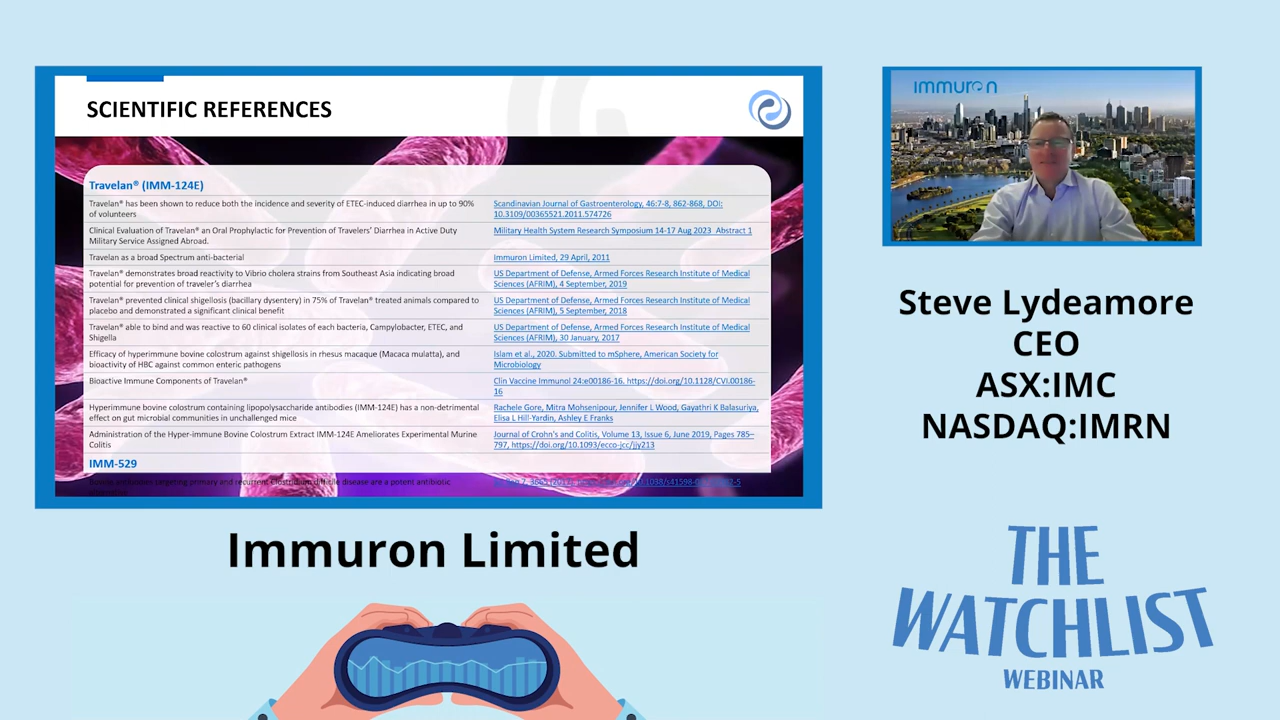 SCIENTIFIC REFERENCES
Travelan® (IMM-124E)
Travelan® has been shown to reduce both the incidence and severity of ETEC-induced diarrhea in up to 90%
of volunteers
Scandinavian Journal of Gastroenterology, 46:7-8, 862-868, DOI:
10.3109/00365521.2011.574726
Clinical Evaluation of Travelan® an Oral Prophylactic for Prevention of Travelers' Diarrhea in Active Duty
Military Service Assigned Abroad.
Military Health System Research Symposium 14-17 Aug 2023 Abstract 1
Travelan as a broad Spectrum anti-bacterial
Immuron Limited, 29 April, 2011
Travelan® demonstrates broad reactivity to Vibrio cholera strains from Southeast Asia indicating broad
potential for prevention of traveler's diarrhea
US Department of Defense, Armed Forces Research Institute of Medical
Sciences (AFRIM), 4 September, 2019
Travelan® prevented clinical shigellosis (bacillary dysentery) in 75% of Travelan® treated animals compared to
placebo and demonstrated a significant clinical benefit
US Department of Defense, Armed Forces Research Institute of Medical
Sciences (AFRIM), 5 September, 2018
Travelan® able to bind and was reactive to 60 clinical isolates of each bacteria, Campylobacter, ETEC, and
Shigella
US Department of Defense, Armed Forces Research Institute of Medical
Sciences (AFRIM), 30 January, 2017
Efficacy of hyperimmune bovine colostrum against shigellosis in rhesus macaque (Macaca mulatta), and
bioactivity of HBC against common enteric pathogens
Islam et al., 2020. Submitted to mSphere, American Society for
Microbiology
Bioactive Immune Components of Travelan®
Clin Vaccine Immunol 24:e00186-16. https://doi.org/10.1128/CVI.00186-
16
Hyperimmune bovine colostrum containing lipopolysaccharide antibodies (IMM-124E) has a non-detrimental
effect on gut microbial communities in unchallenged mice
Rachele Gore, Mitra Mohsenipour, Jennifer L Wood, Gayathri K Balasuriya,
Elisa L Hill-Yardin, Ashley E Franks
Administration of the Hyper-immune Bovine Colostrum Extract IMM-124E Ameliorates Experimental Murine
Colitis
Journal of Crohn's and Colitis, Volume 13, Issue 6, June 2019, Pages 785–
797, https://doi.org/10.1093/ecco-jcc/jjy213
IMM-529
targeting primary and recurrent Clostridium difficile disease are a potent antibiotic
immuron
Steve Lydeamore
CEO
ASX:IMC
NASDAQ:IMRN
Immuron Limited
THE
WATCHLIST
WEBINAR